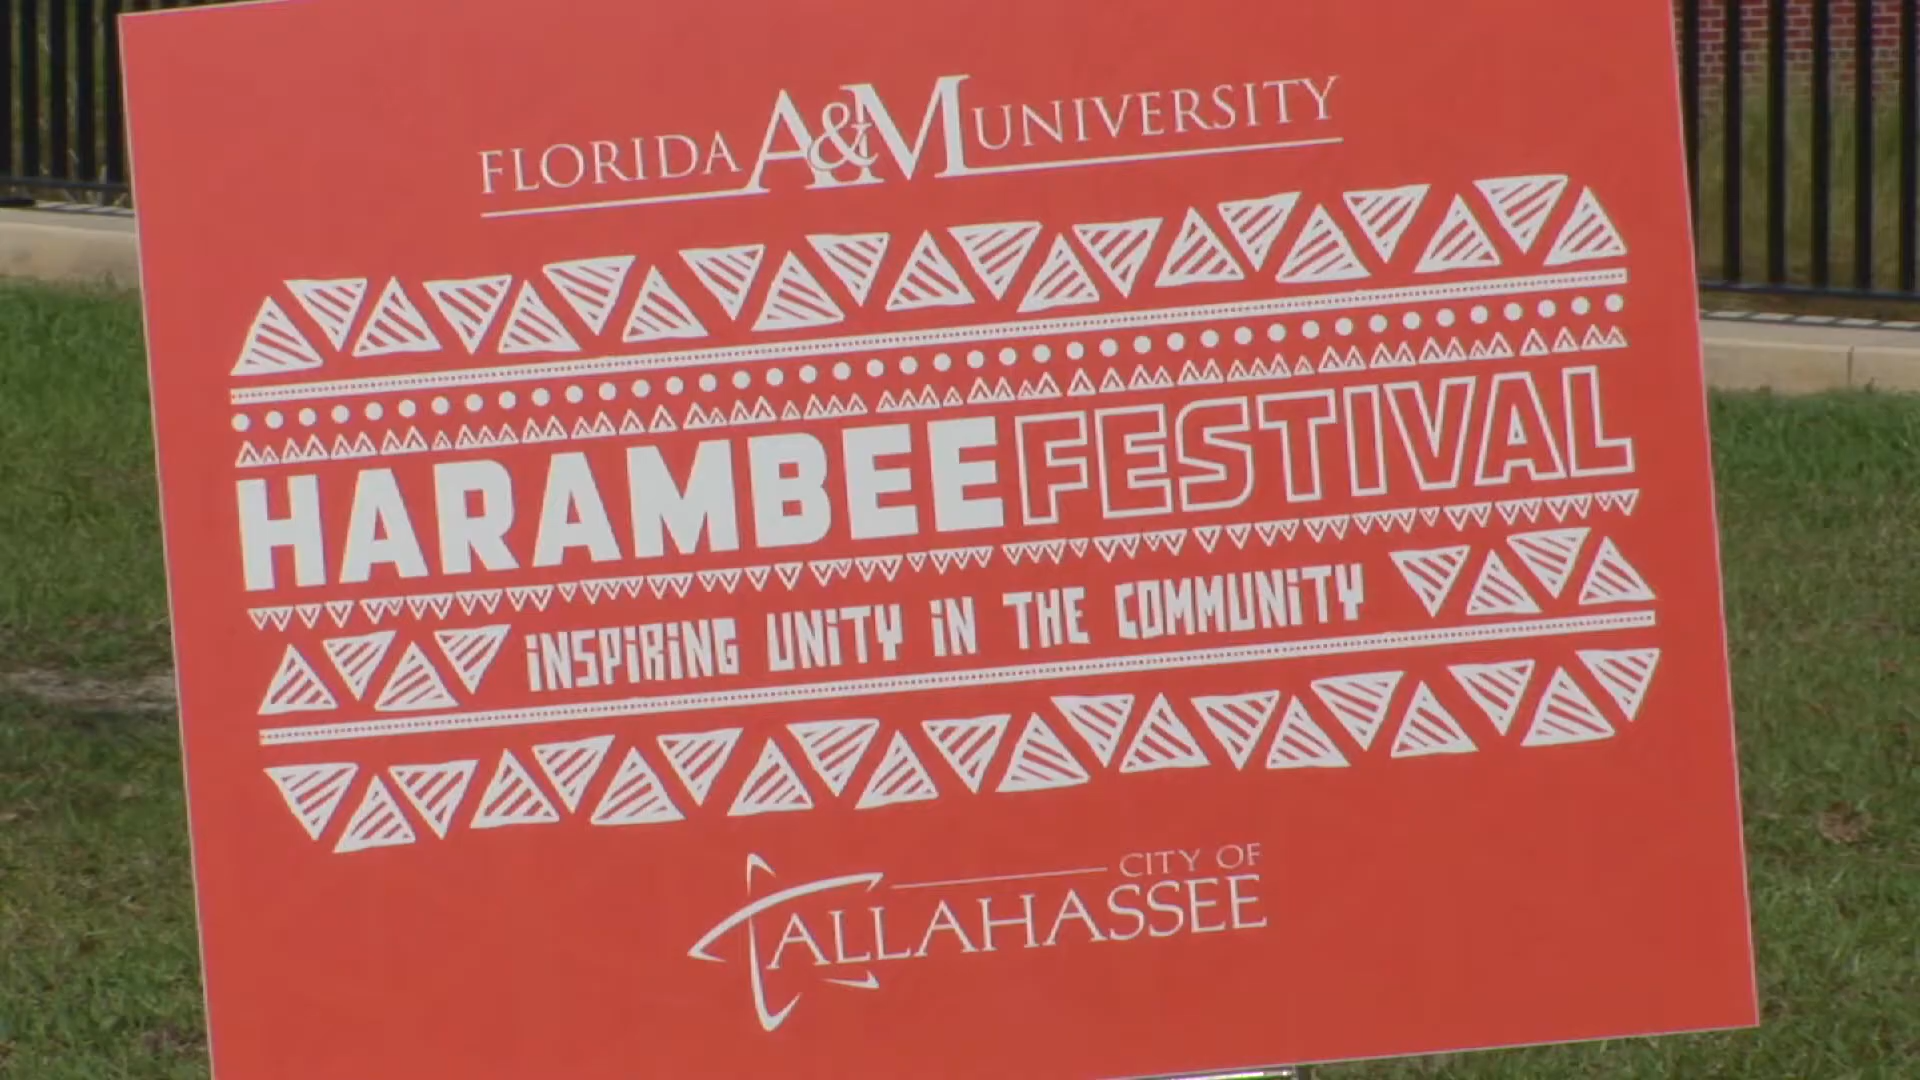 FLORIDA A&M UNIVERSITY
HARAMBEE FESTIVAL
INSPIRING UNITY IN THE COMMUNITY
CITY OF
TALLAHASSEE